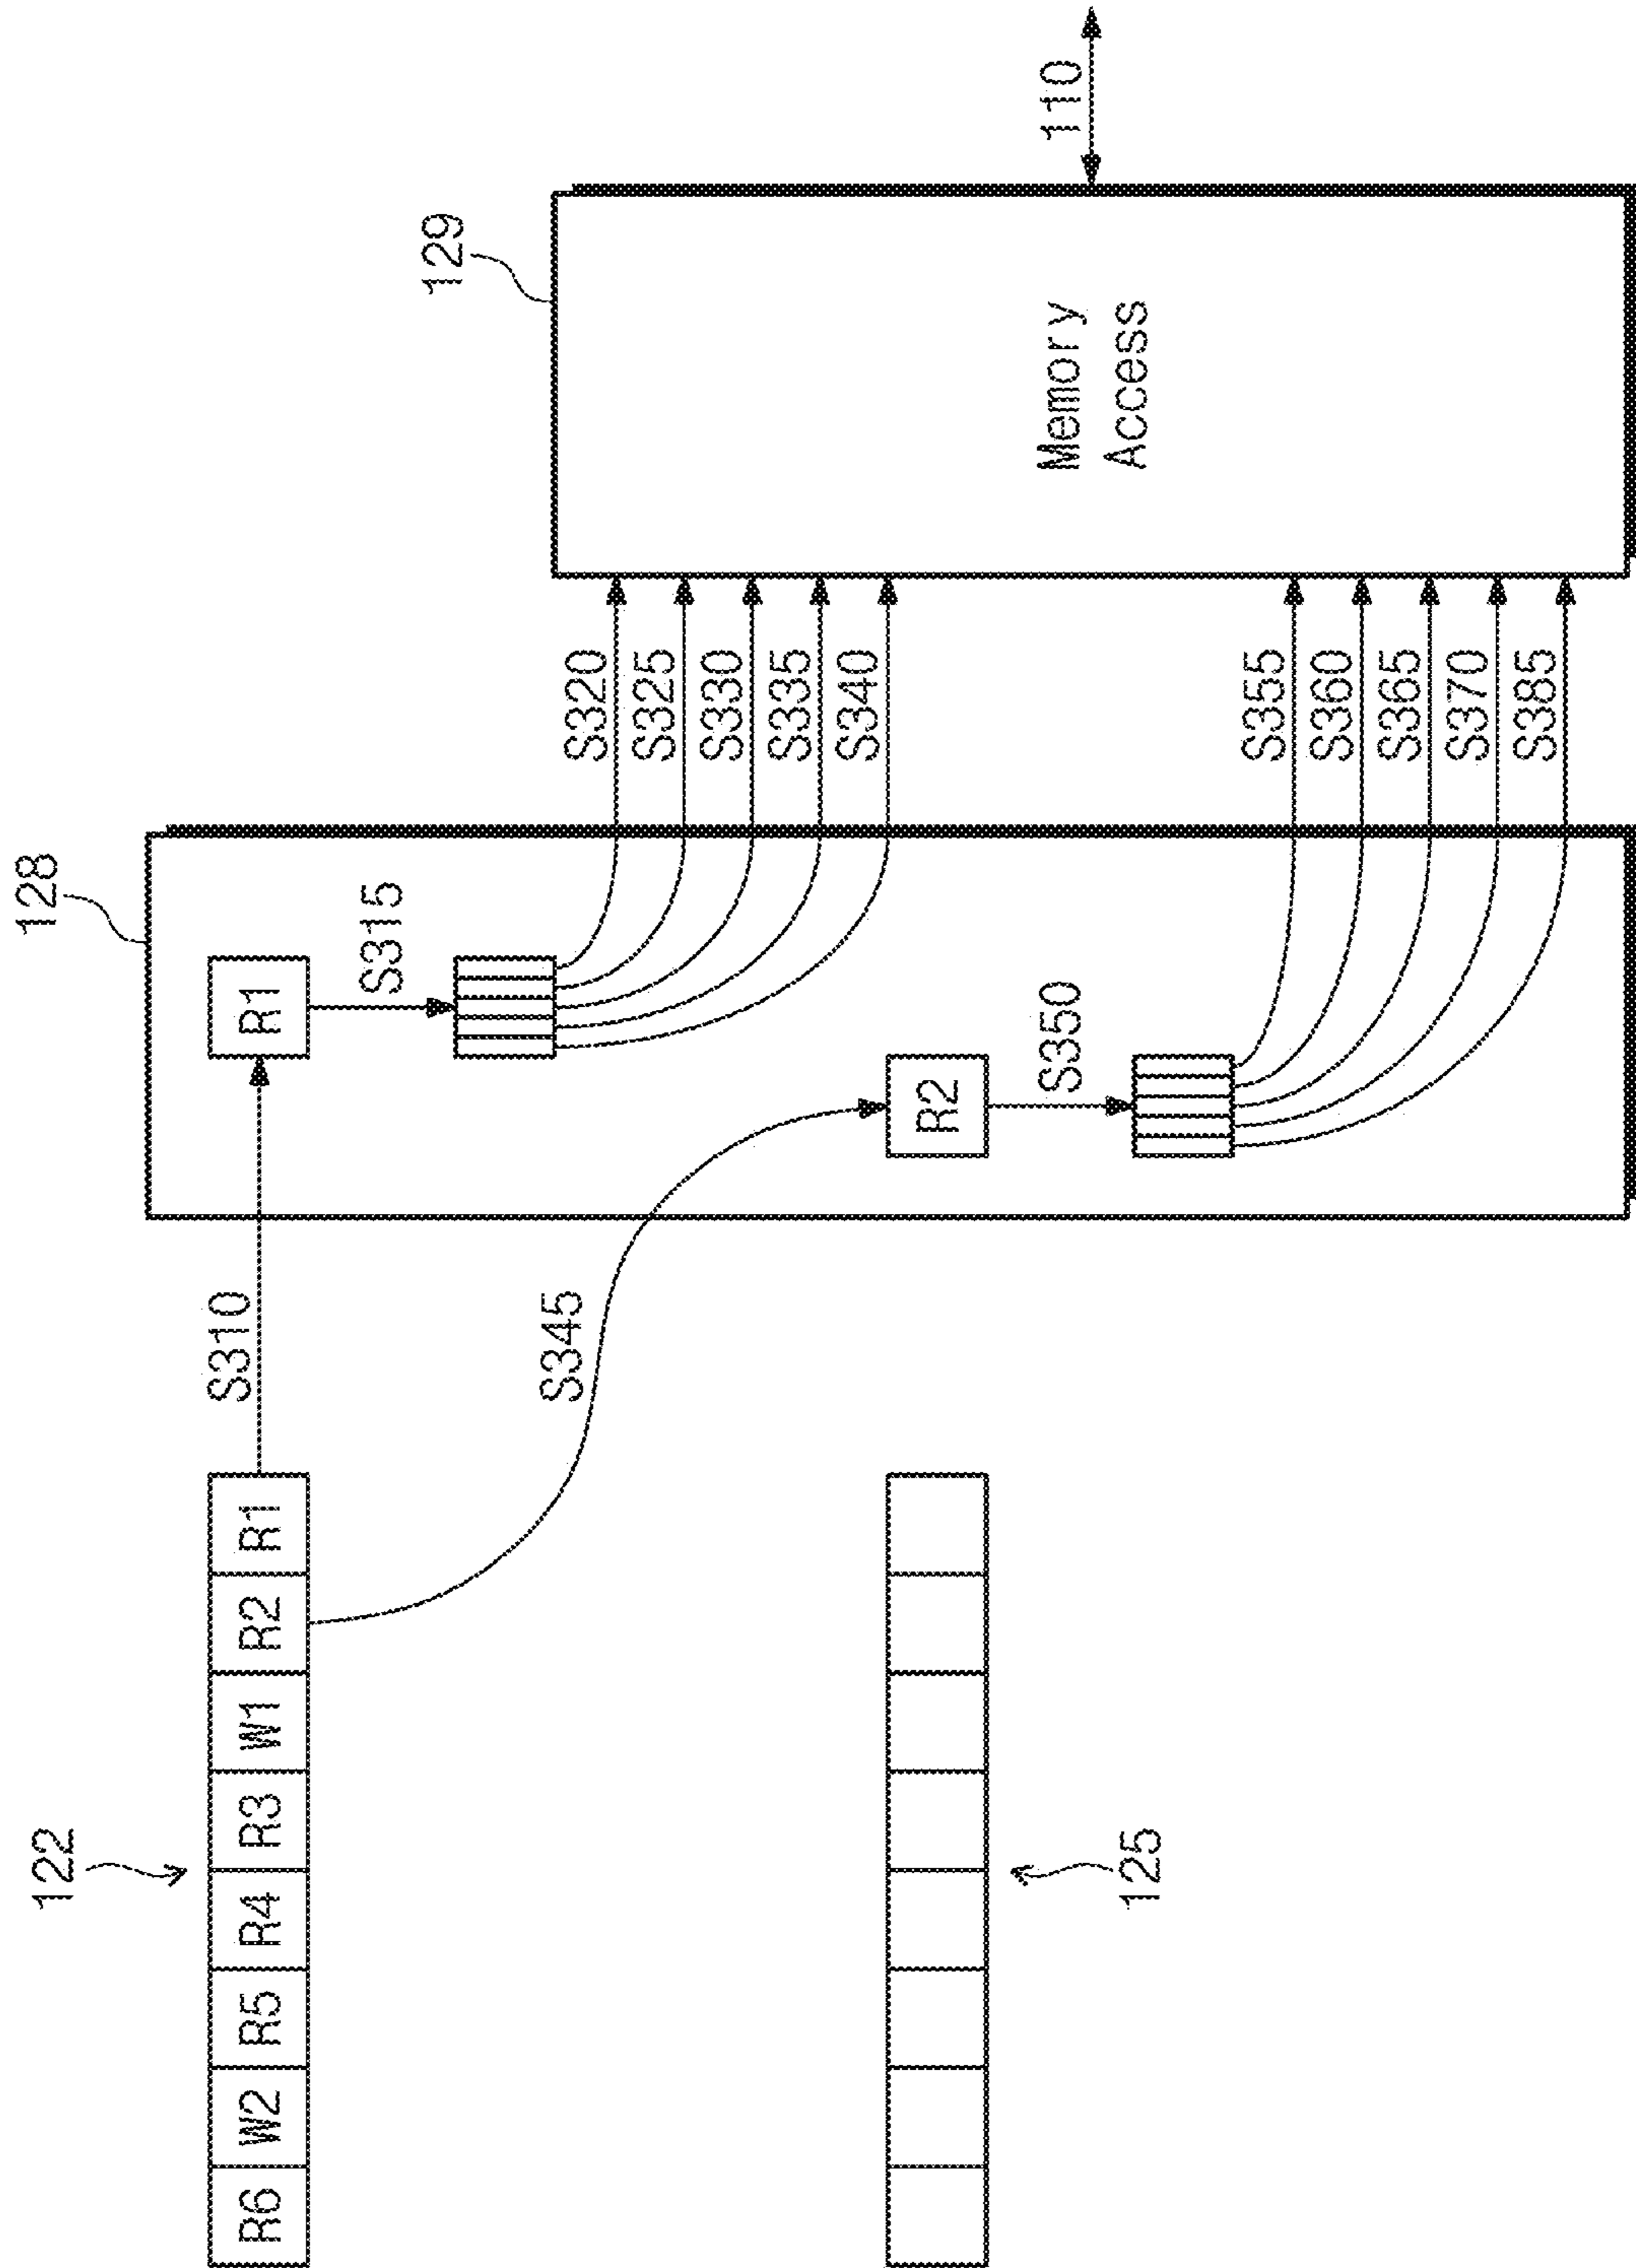 122
R6 W2 R5 R4 R3 W1 R2 R1
S310
S345
125
128
R1
S315
R2
S350
S320
S325
S330
S335
S340
S355
S360
S365
S370
S385
129
Memory
Access
110